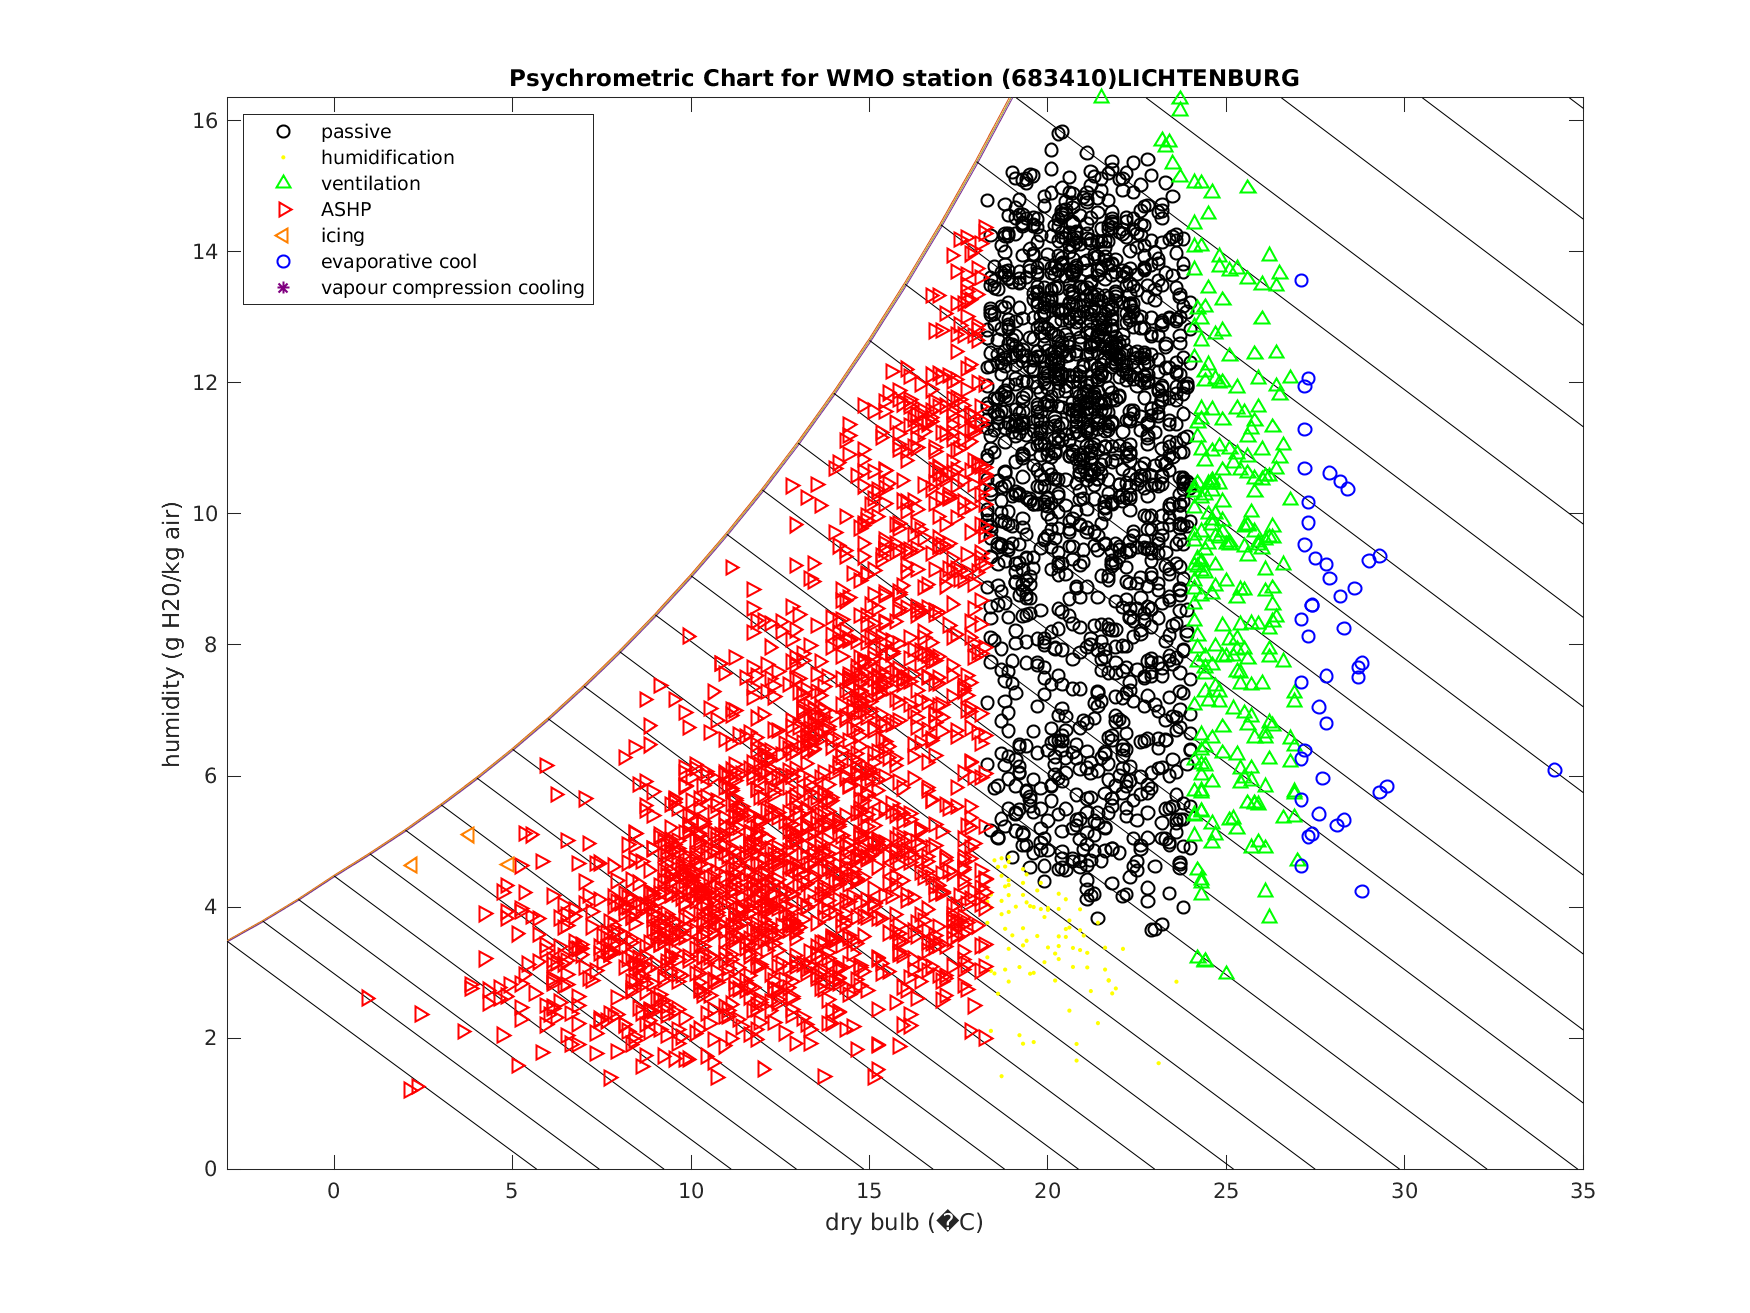 Psychrometric Chart for WMO station (683410)LICHTENBURG
passive
humidification
ventilation
ASHP
icing
evaporative cool
vapour compression cooling
humidity (g H20/kg air)
16
14
12
10
8
6
4
2
0
0 5 10 15 20 25 30 35
dry bulb (�C)